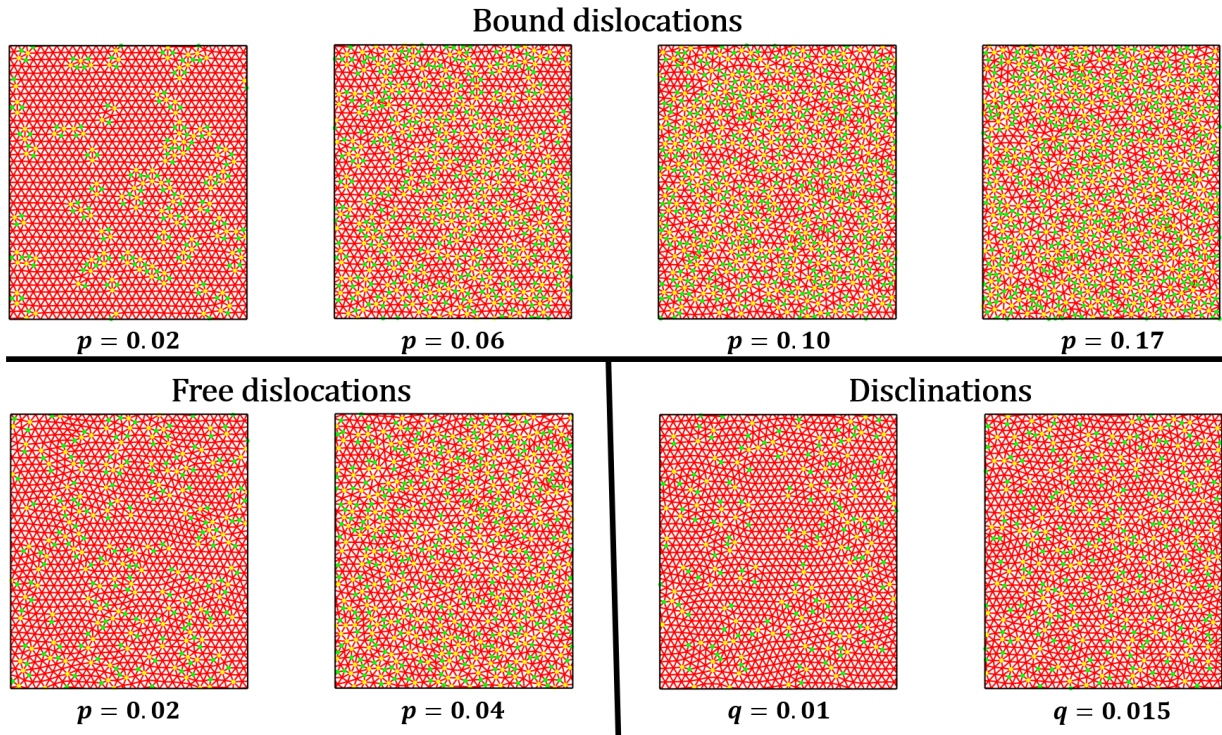 Bound dislocations
p = 0.02
p = 0.06
p = 0.10
p = 0.17
Free dislocations
Disclinations
p = 0.02
p = 0.04
q = 0.01
q = 0.015